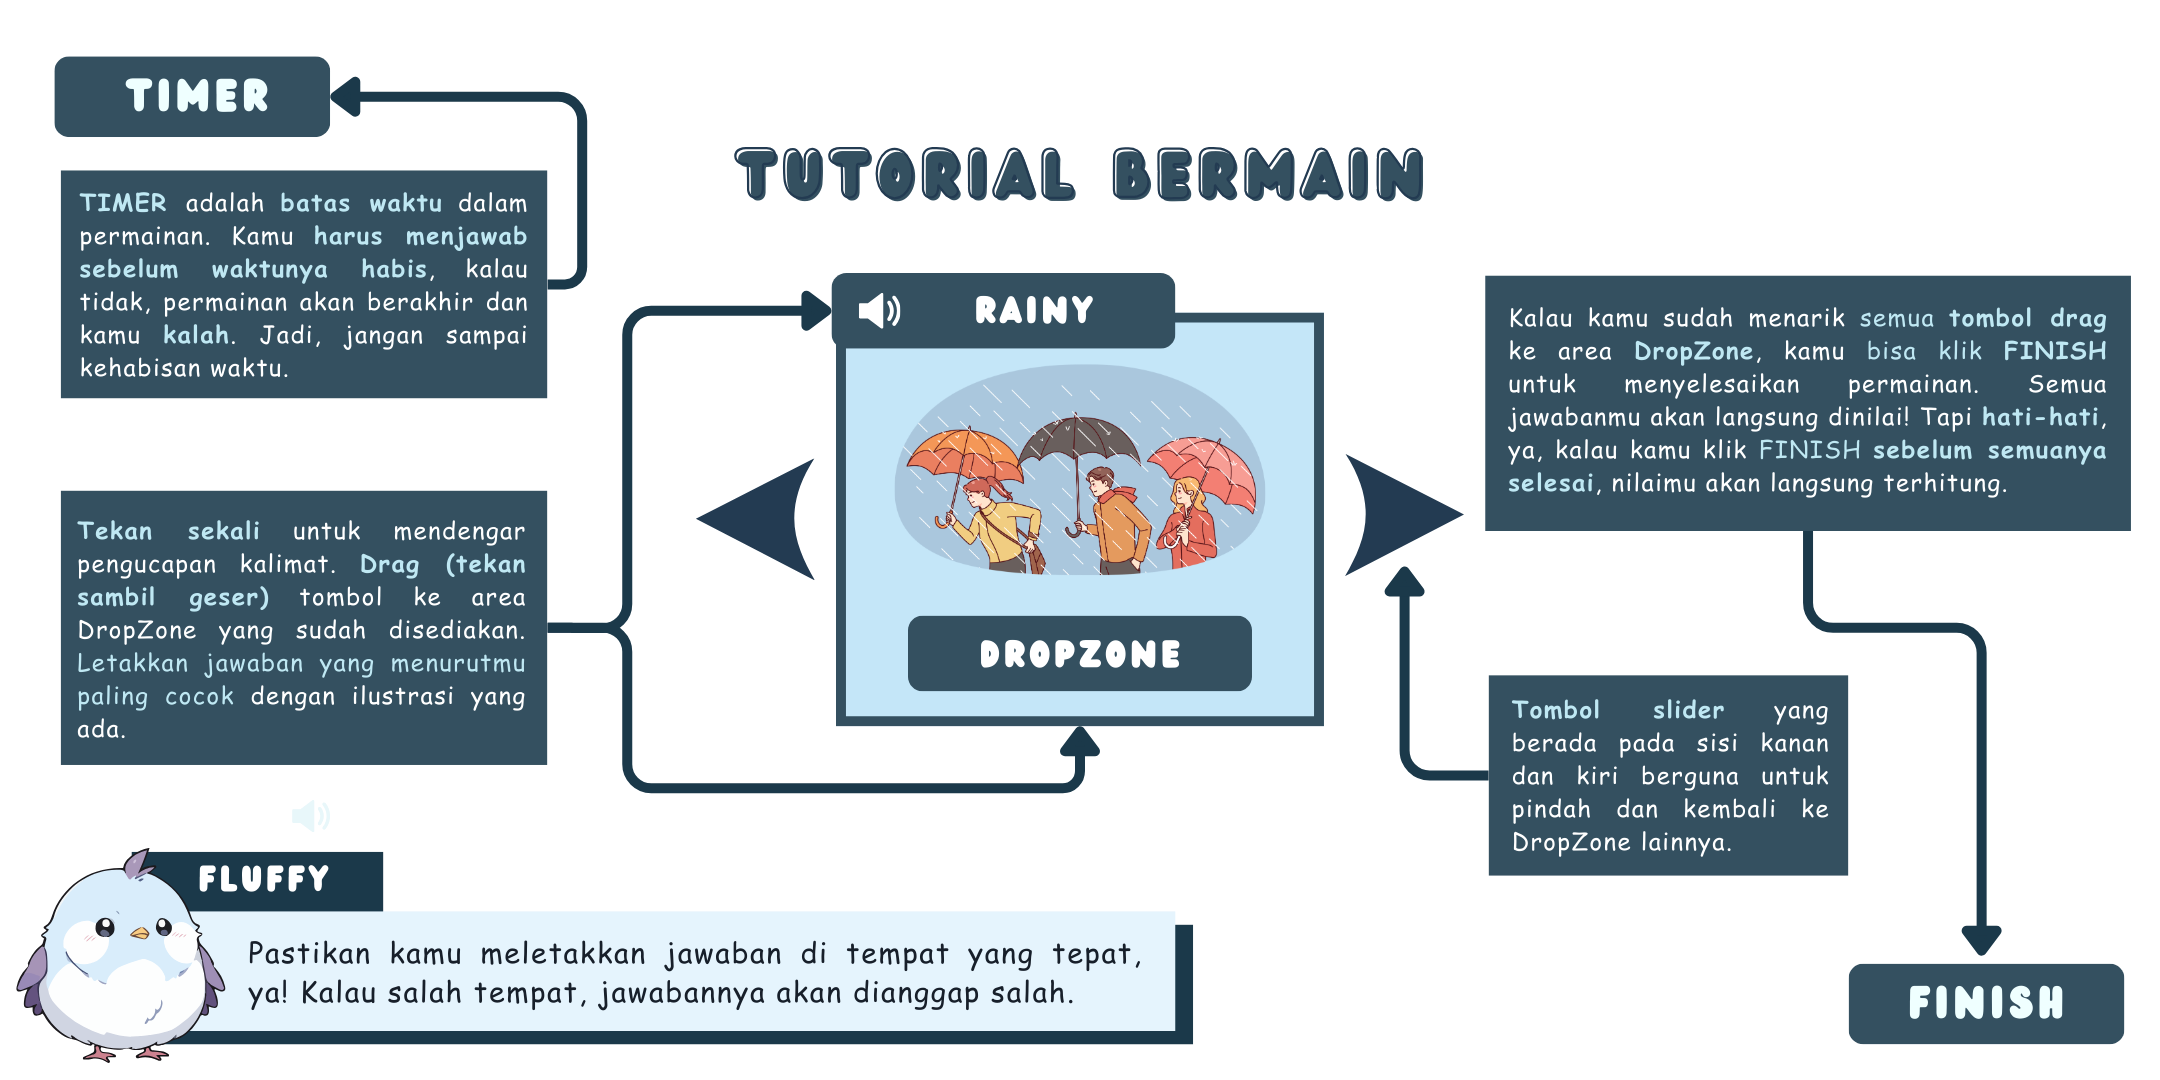 TIMER
TIMER adalah batas waktu dalam
permainan. Kamu harus menjawab
sebelum waktunya habis, kalau
tidak, permainan akan berakhir dan
kamu kalah. Jadi, jangan sampai
kehabisan waktu.
TUTORIAL BERMAIN
Tekan sekali untuk mendengar
pengucapan kalimat. Drag (tekan
sambil geser) tombol ke area
DropZone yang sudah disediakan.
Letakkan jawaban yang menurutmu
paling cocok dengan ilustrasi yang
ada.
RAINY
DROPZONE
Kalau kamu sudah menarik semua tombol drag
ke area DropZone, kamu bisa klik FINISH
untuk menyelesaikan permainan. Semua
jawabanmu akan langsung dinilai! Tapi hati-hati,
ya, kalau kamu klik FINISH sebelum semuanya
selesai, nilaimu akan langsung terhitung.
Tombol slider yang
berada pada sisi kanan
dan kiri berguna untuk
pindah dan kembali ke
DropZone lainnya.
FLUFFY
Pastikan kamu meletakkan jawaban di tempat yang tepat,
ya! Kalau salah tempat, jawabannya akan dianggap salah.
FINISH